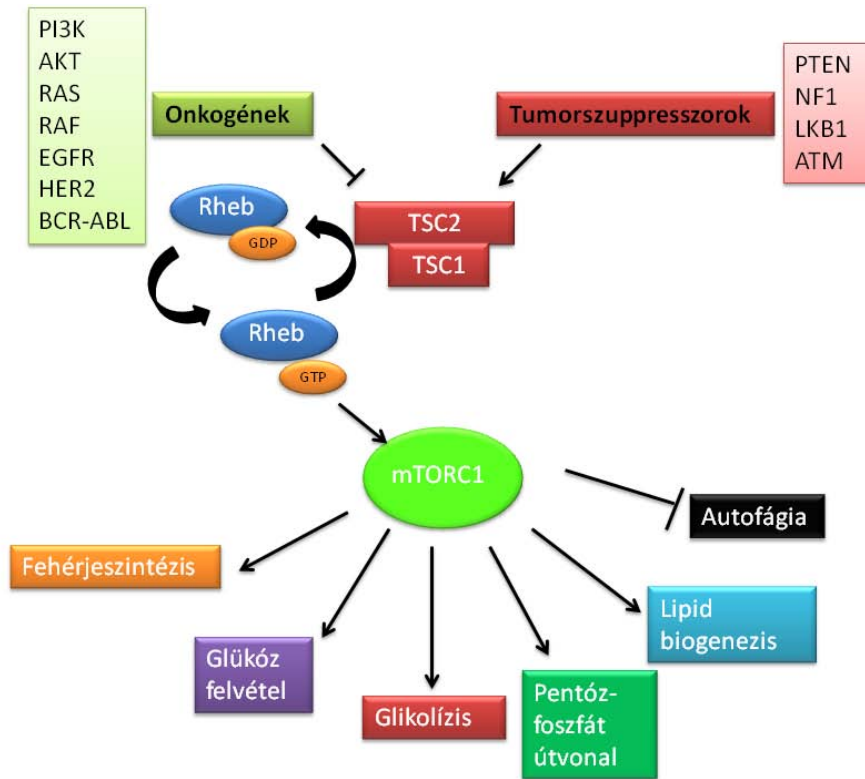 PI3K
AKT
RAS
RAF
EGFR
HER2
BCR-ABL
Onkogének
Tumorszuppresszorok
PTEN
NF1
LKB1
ATM
Rheb
GDP
TSC2
TSC1
Rheb
GTP
mTORC1
Autofágia
Fehérjeszintézis
Lipid
biogenezis
Glükóz
felvétel
Glikolízis
Pentóz-
foszfát
útvonal